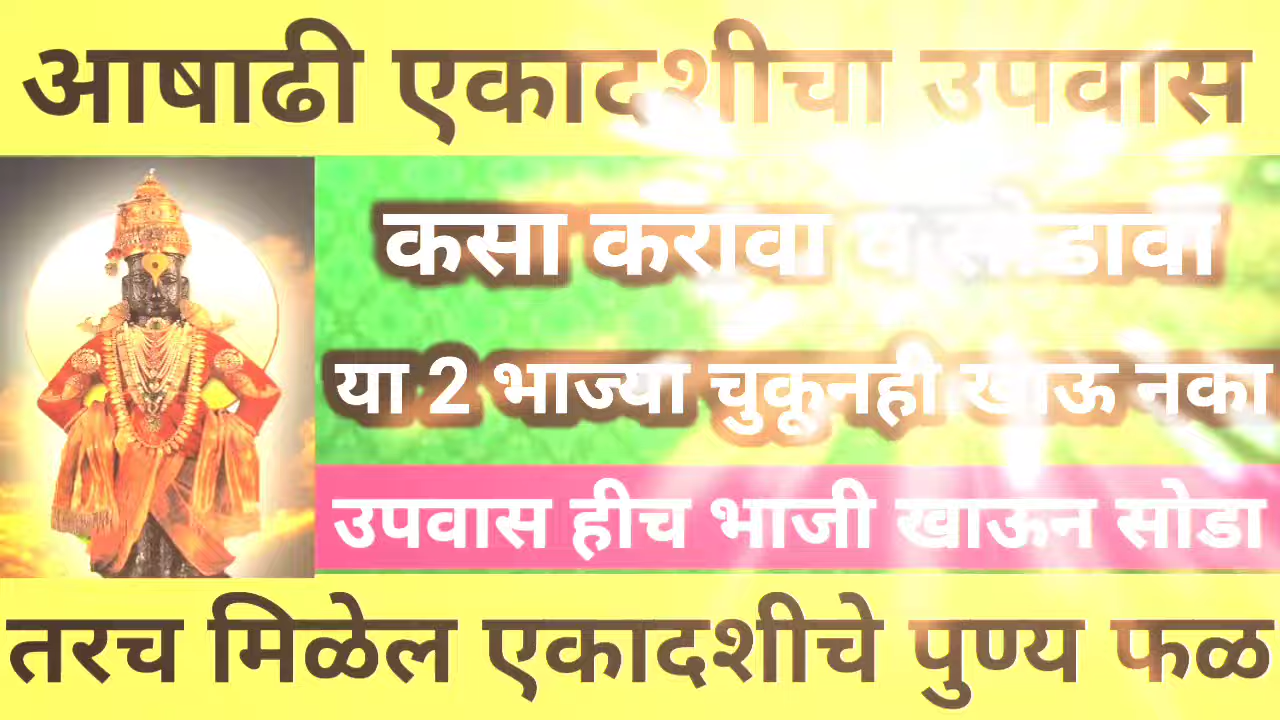 आषाढी एकादशीचा उपवास
कसा करावा व सोडावा
या 2 भाज्या चुकूनही खाऊ नका
उपवास हीच भाजी खाऊन सोडा
तरच मिळेल एकादशीचे पुण्य फळ